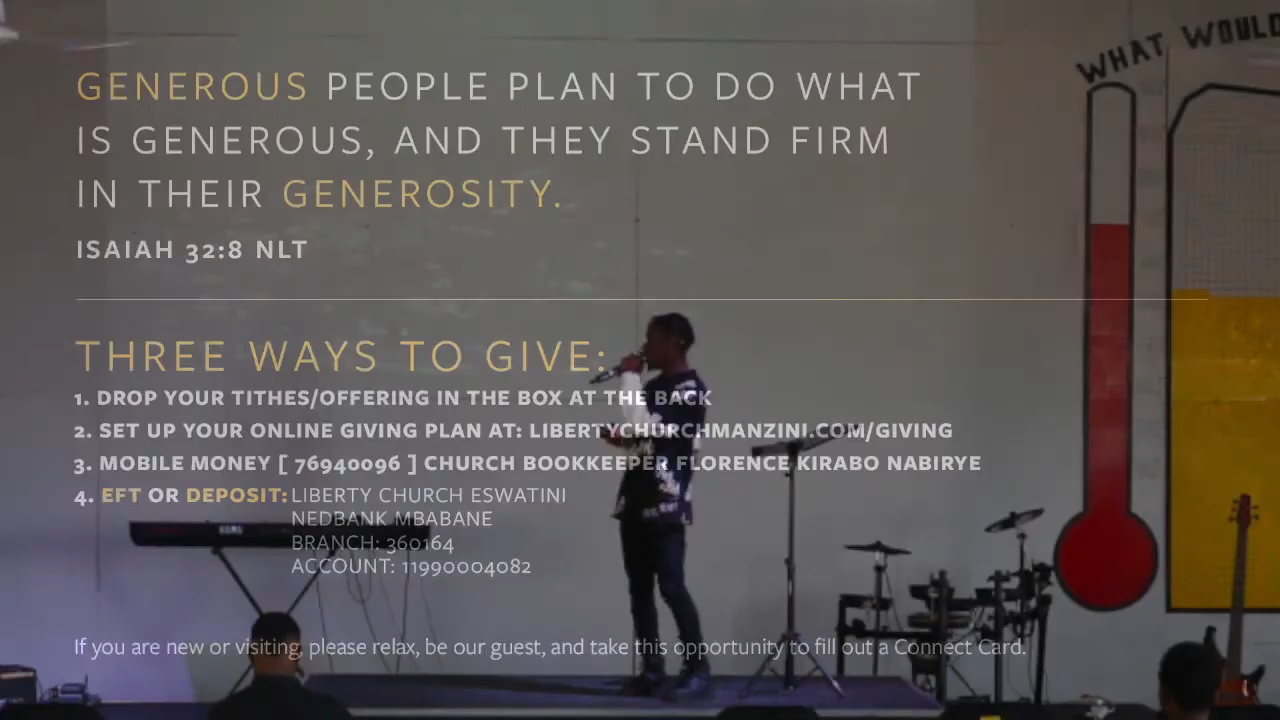 GENEROUS PEOPLE PLAN TO DO WHAT
IS GENEROUS, AND THEY STAND FIRM
IN THEIR GENEROSITY.
ISAIAH 32:8 NLT
WHAT WOULD
THREE WAYS TO GIVE:
1. DROP YOUR TITHES/OFFERING IN THE BOX AT THE BACK
2. SET UP YOUR ONLINE GIVING PLAN AT: LIBERTYCHURCHMANZINI.COM/GIVING
3. MOBILE MONEY [ 76940096 ] CHURCH BOOKKEEPER FLORENCE KIRABO NABIRYE
4. EFT OR DEPOSIT: LIBERTY CHURCH ESWATINI
NEDBANK MBABANE
BRANCH: 360164
ACCOUNT: 11990004082
If you are new or visiting, please relax, be our guest, and take this opportunity to fill out a Connect Card.